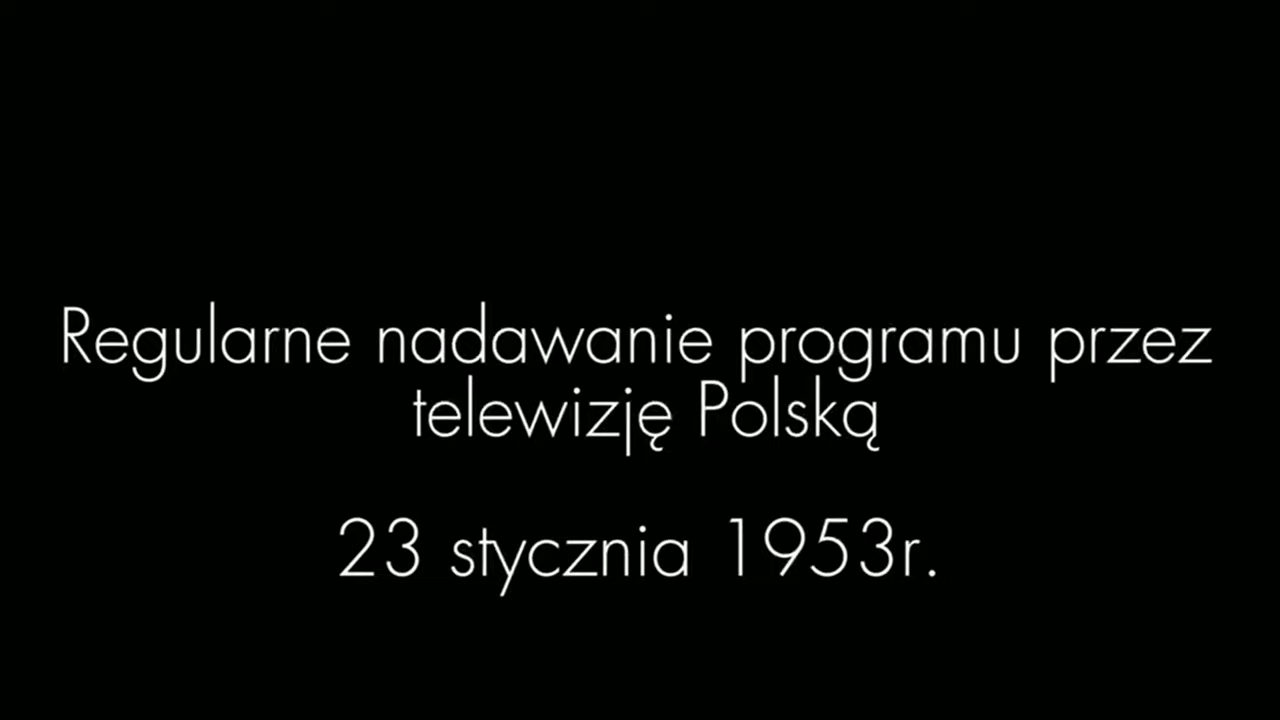 Regularne nadawanie programu przez
telewizję Polską
23 stycznia 1953r.